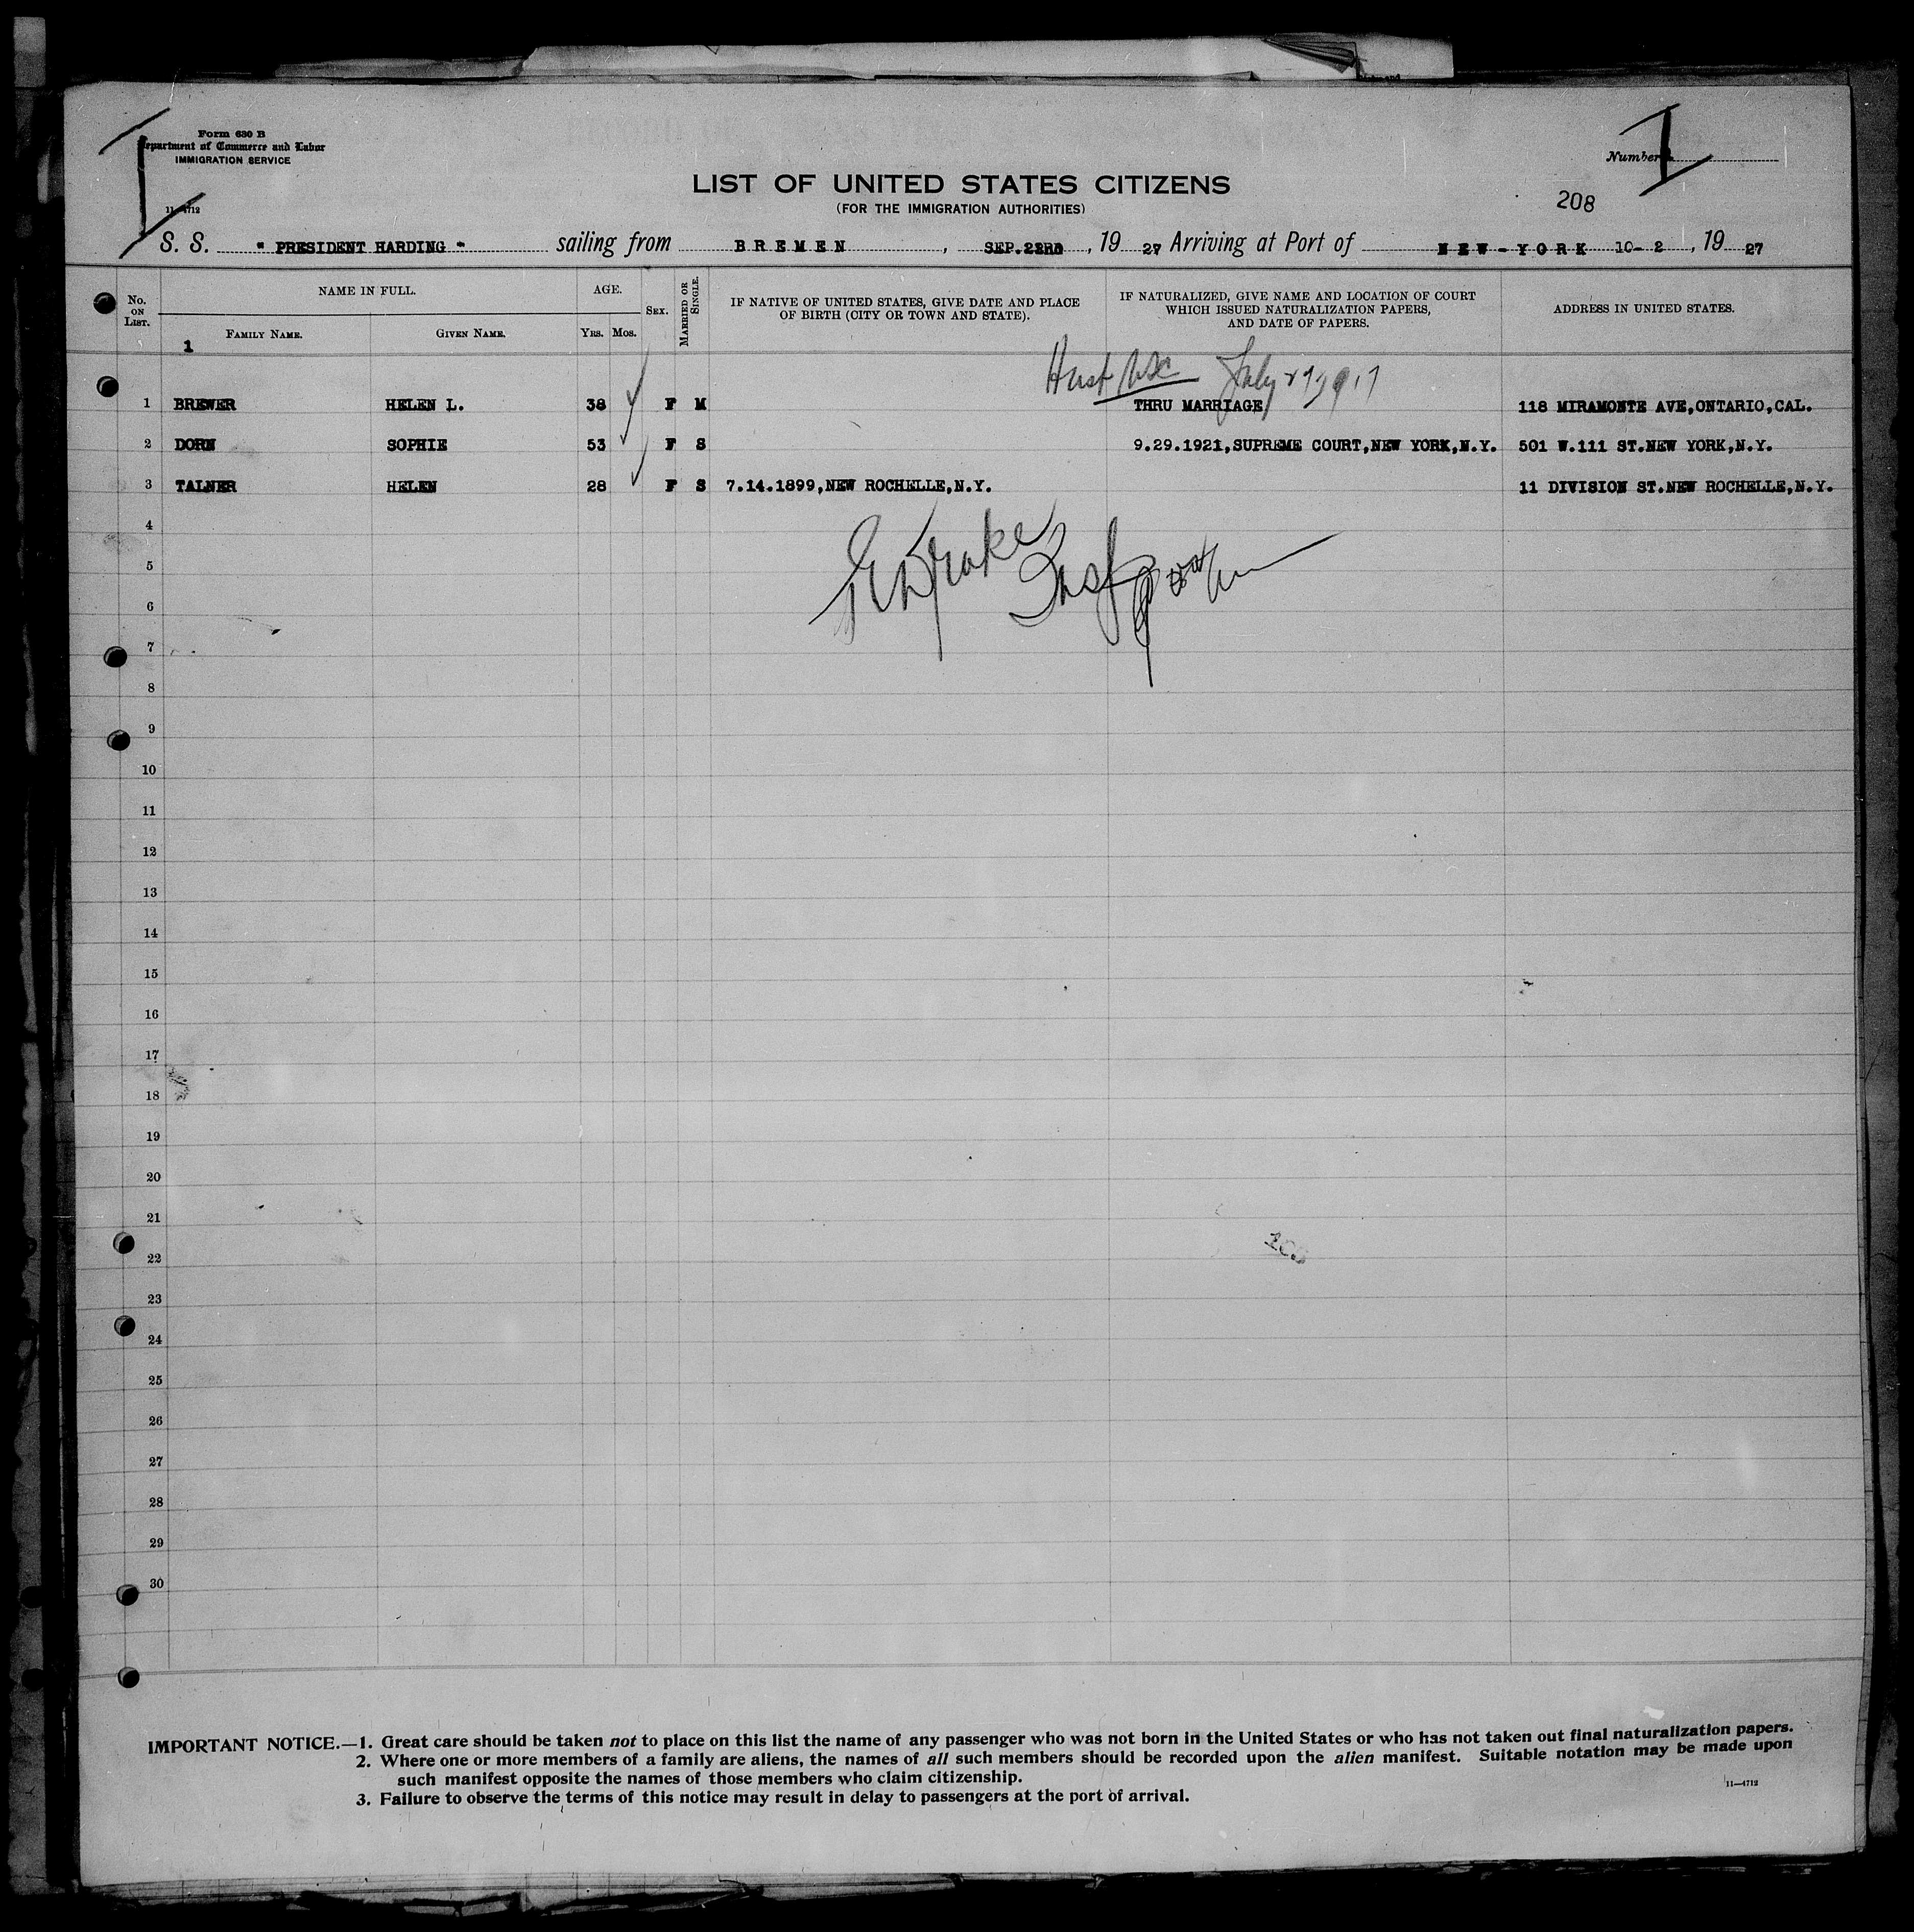 Form 630 B
Department of Commerce and Labor
IMMIGRATION SERVICE
11-4712
Number 1
LIST OF UNITED STATES CITIZENS
(FOR THE IMMIGRATION AUTHORITIES)
208
S. S. "PRESIDENT HARDING" sailing from BREMEN, SEP.22RD, 1927 Arriving at Port of NEW-YORK 10-2, 1927
No. ON LIST.
NAME IN FULL.
FAMILY NAME.
GIVEN NAME.
AGE.
YRS. MOS.
SEX.
MARRIED OR SINGLE.
IF NATIVE OF UNITED STATES, GIVE DATE AND PLACE OF BIRTH (CITY OR TOWN AND STATE).
IF NATURALIZED, GIVE NAME AND LOCATION OF COURT WHICH ISSUED NATURALIZATION PAPERS, AND DATE OF PAPERS.
ADDRESS IN UNITED STATES.
1
July
1 BREWER HELEN L. 38 F M THRU MARRIAGE 118 MIRAMONTE AVE,ONTARIO,CAL.
2 DORN SOPHIE 53 F S 9.29.1921,SUPREME COURT,NEW YORK,N.Y. 501 W.111 ST.NEW YORK,N.Y.
3 TALNER HELEN 28 F S 7.14.1899,NEW ROCHELLE,N.Y. 11 DIVISION ST.NEW ROCHELLE,N.Y.
Drake
4
5
6
7
8
9
10
11
12
13
14
15
16
17
18
19
20
21
22
23
24
25
26
27
28
29
30
IMPORTANT NOTICE.—1. Great care should be taken not to place on this list the name of any passenger who was not born in the United States or who has not taken out final naturalization papers.
2. Where one or more members of a family are aliens, the names of all such members should be recorded upon the alien manifest. Suitable notation may be made upon
such manifest opposite the names of those members who claim citizenship.
11—4712
3. Failure to observe the terms of this notice may result in delay to passengers at the port of arrival.